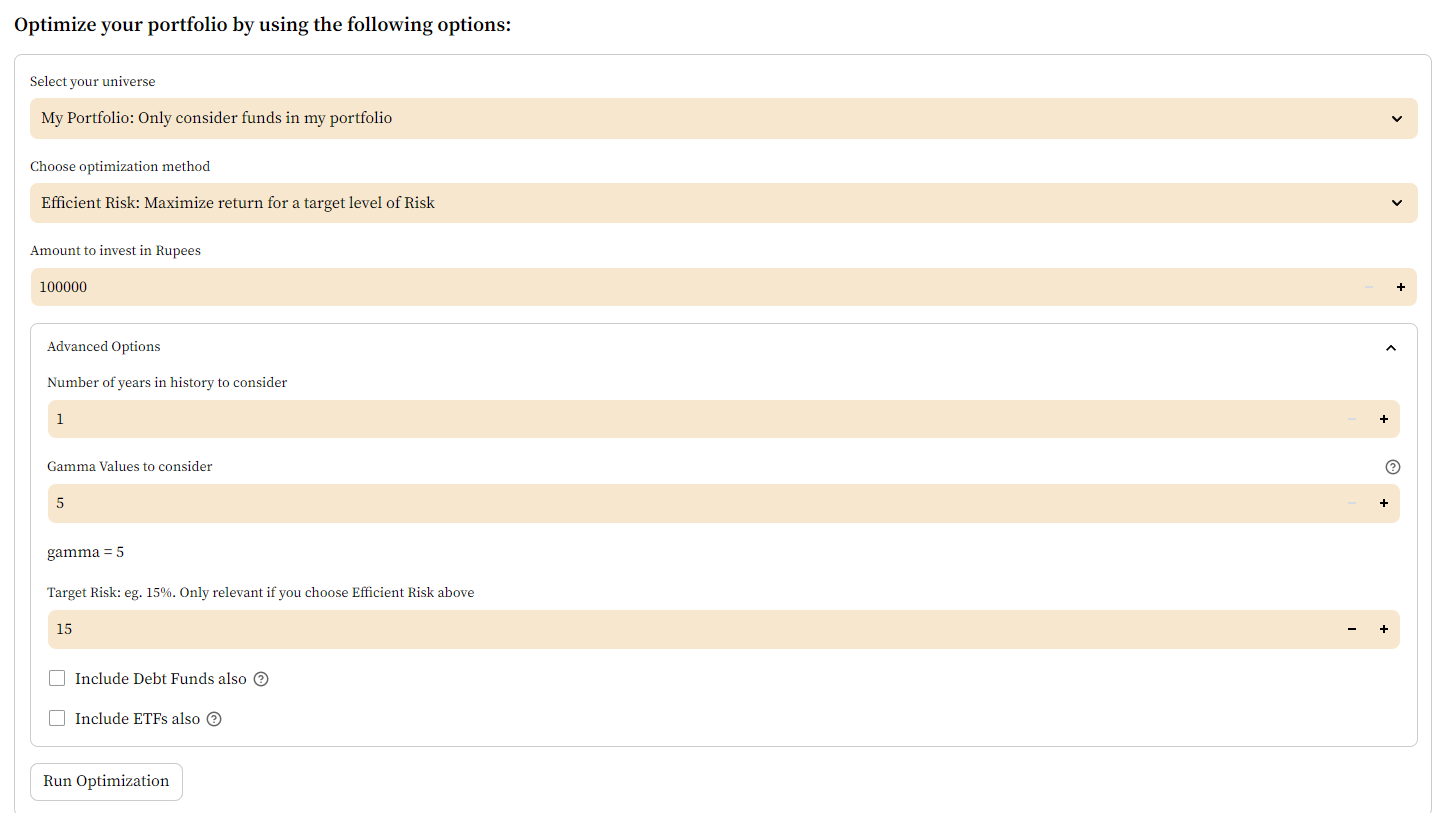 Optimize your portfolio by using the following options:
Select your universe
My Portfolio: Only consider funds in my portfolio
Choose optimization method
Efficient Risk: Maximize return for a target level of Risk
Amount to invest in Rupees
100000
Advanced Options
Number of years in history to consider
1
Gamma Values to consider
5
gamma = 5
Target Risk: eg. 15%. Only relevant if you choose Efficient Risk above
15
Include Debt Funds also
Include ETFs also
Run Optimization